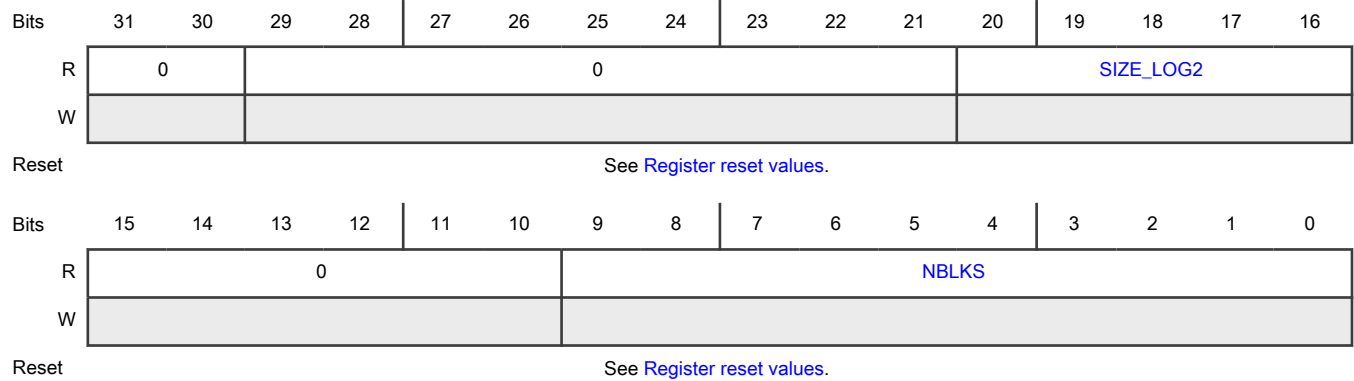 Bits 31 30 29 28 27 26 25 24 23 22 21 20 19 18 17 16
R 0 0 SIZE_LOG2
W
Reset See Register reset values.
Bits 15 14 13 12 11 10 9 8 7 6 5 4 3 2 1 0
R 0 NBLKS
W
Reset See Register reset values.